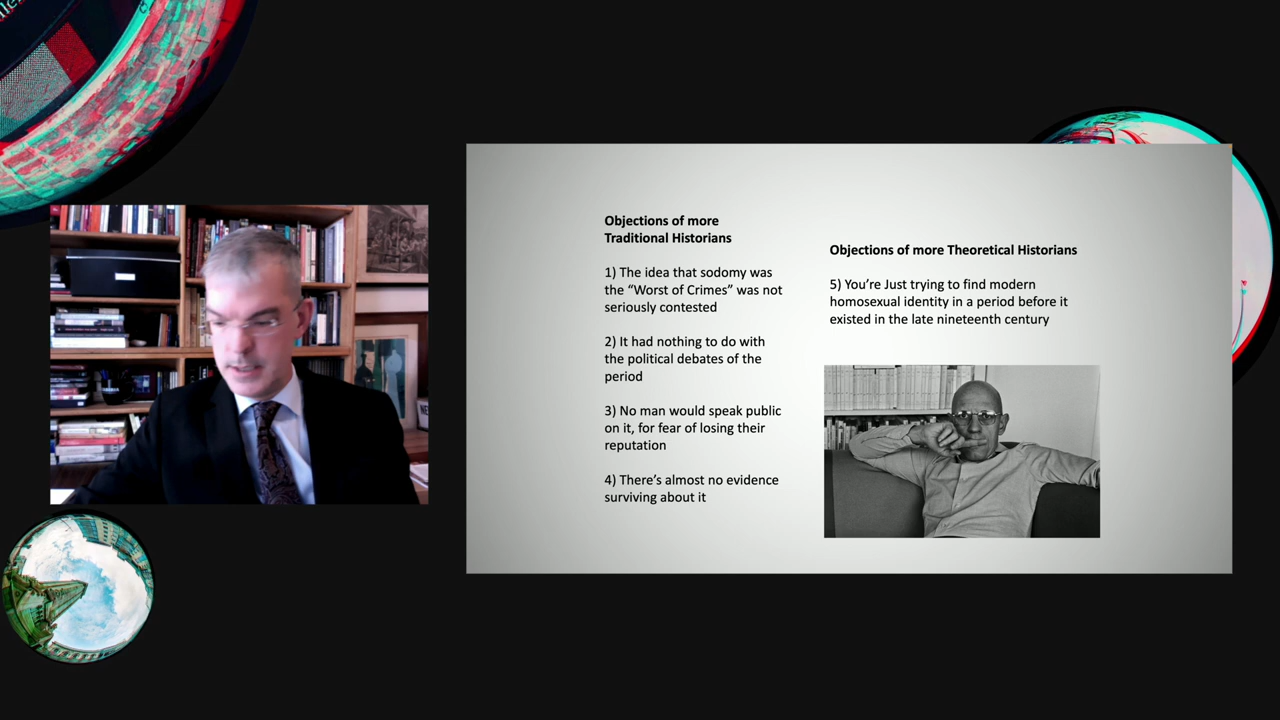 Objections of more
Traditional Historians
1) The idea that sodomy was
the “Worst of Crimes” was not
seriously contested
2) It had nothing to do with
the political debates of the
period
3) No man would speak public
on it, for fear of losing their
reputation
4) There’s almost no evidence
surviving about it
Objections of more Theoretical Historians
5) You’re Just trying to find modern
homosexual identity in a period before it
existed in the late nineteenth century